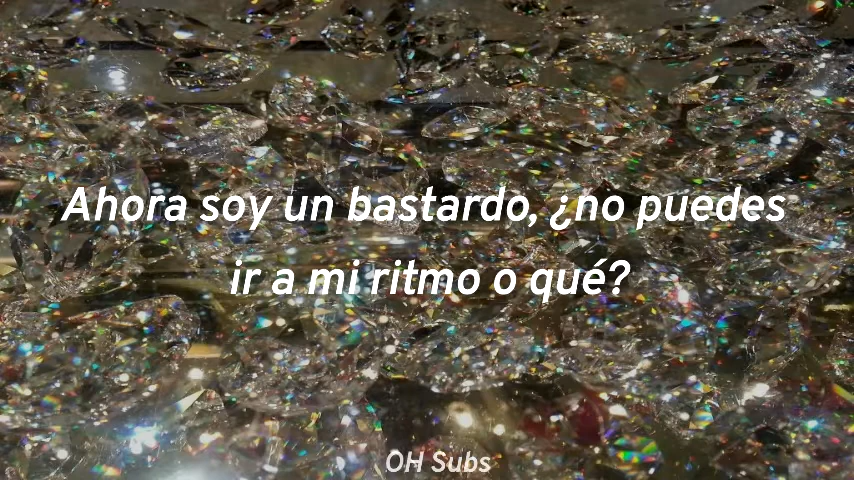 Ahora soy un bastardo, ¿no puedes
ir a mi ritmo o qué?
OH Subs